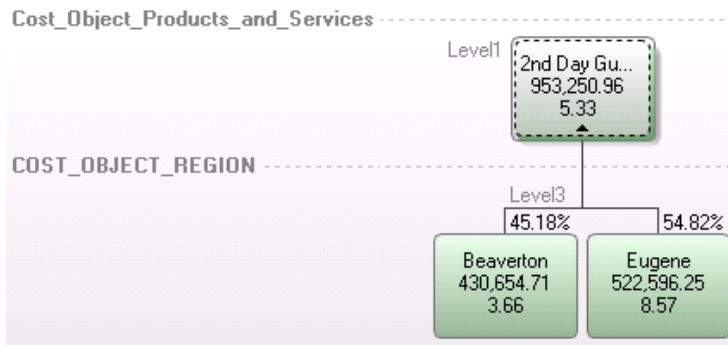 Cost_Object_Products_and_Services
Level1
2nd Day Gu...
953,250.96
5.33
COST_OBJECT_REGION
Level3
45.18%
54.82%
Beaverton
430,654.71
3.66
Eugene
522,596.25
8.57